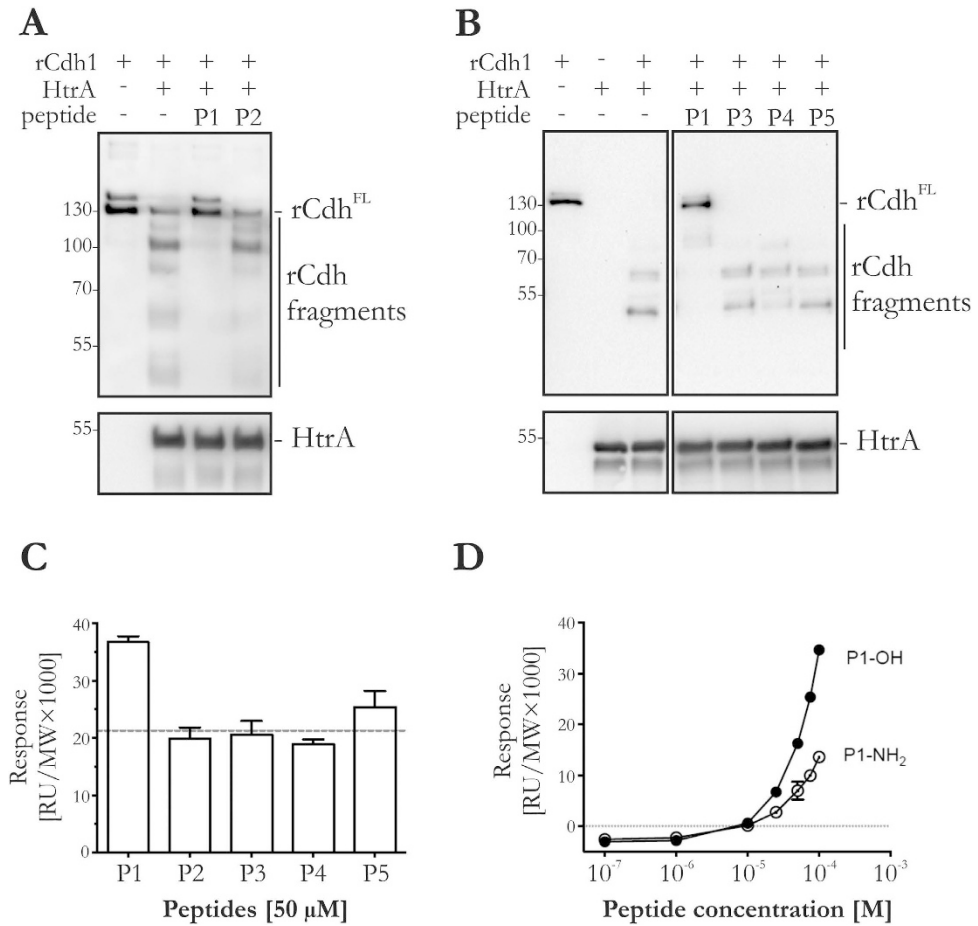 A
rCdh1 + + + +
HtrA - + + +
peptide - - P1 P2
130
100
70
55
rCdh^FL
rCdh
fragments
55
HtrA
B
rCdh1 + - + + + + +
HtrA - + + + + + +
peptide - - - P1 P3 P4 P5
130
100
70
55
rCdh^FL
rCdh
fragments
55
HtrA
C
Response
[RU/MW×1000]
40
30
20
10
0
P1 P2 P3 P4 P5
Peptides [50 µM]
D
Response
[RU/MW×1000]
40
30
20
10
0
P1-OH
P1-NH₂
10⁻⁷ 10⁻⁶ 10⁻⁵ 10⁻⁴ 10⁻³
Peptide concentration [M]